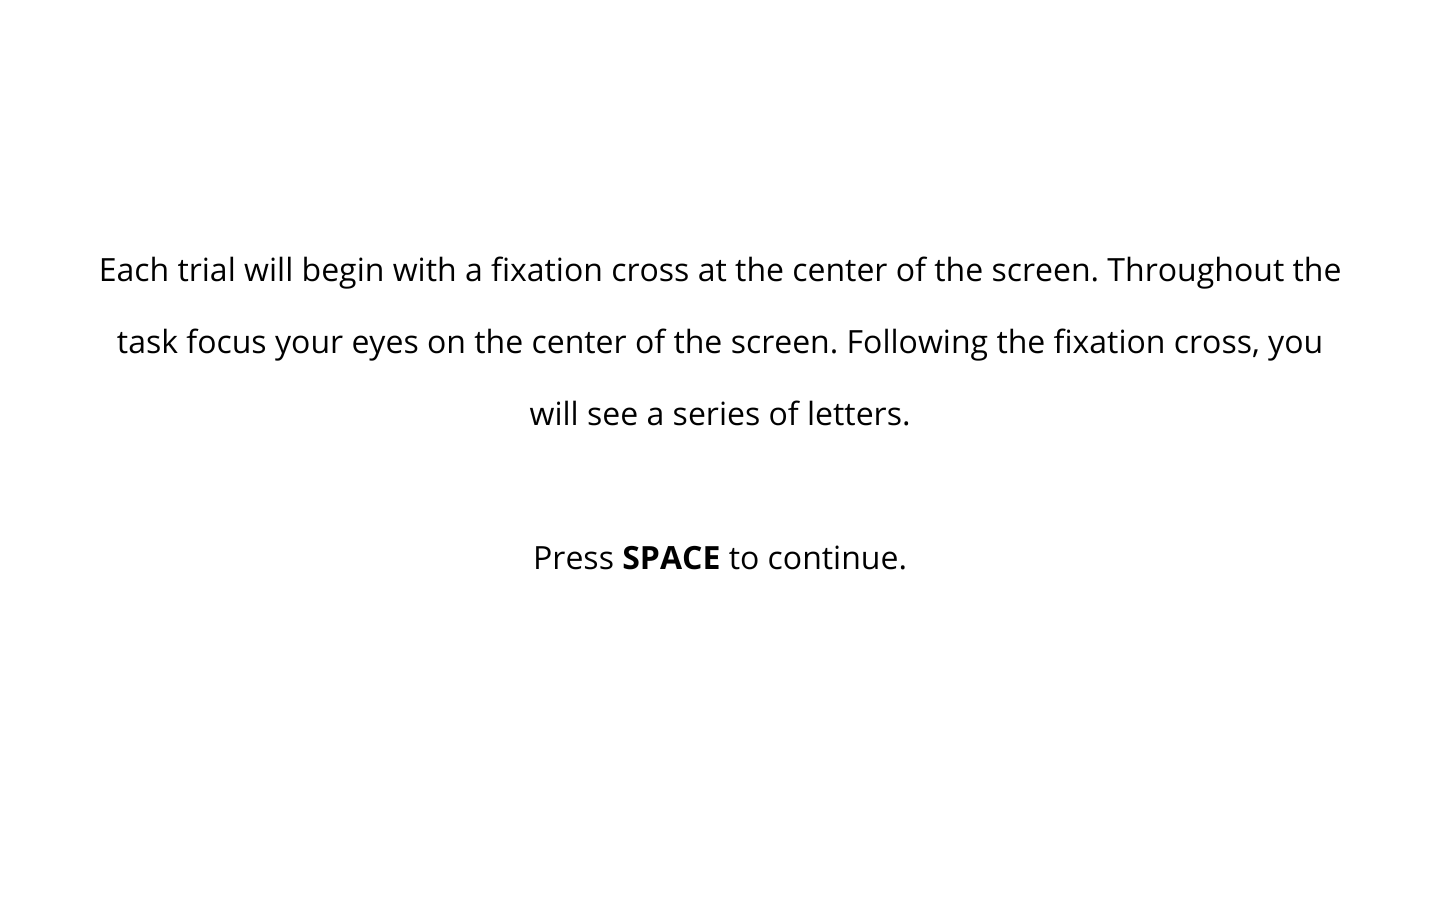 Each trial will begin with a fixation cross at the center of the screen. Throughout the
task focus your eyes on the center of the screen. Following the fixation cross, you
will see a series of letters.
Press SPACE to continue.